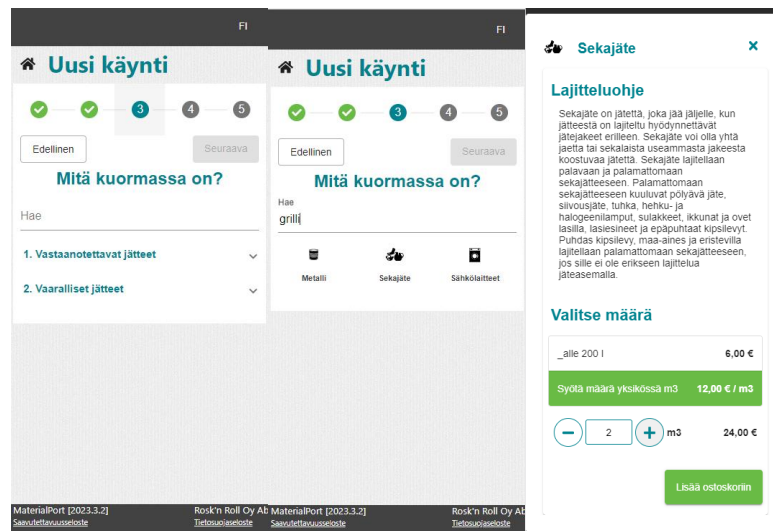 FI
Uusi käynti
3
4
5
Edellinen
Seuraava
Mitä kuormassa on?
Hae
1. Vastaanotettavat jätteet
2. Vaaralliset jätteet
MaterialPort [2023.3.2]
Rosk'n Roll Oy Ab
Saavutettavuusseloste
Tietosuojaseloste
FI
Uusi käynti
3
4
5
Edellinen
Seuraava
Mitä kuormassa on?
Hae
grilli
Metalli
Sekajäte
Sähkölaitteet
MaterialPort [2023.3.2]
Rosk'n Roll Oy Ab
Saavutettavuusseloste
Tietosuojaseloste
Sekajäte
×
Lajitteluohje
Sekajäte on jätettä, joka jää jäljelle, kun
jätteestä on lajiteltu hyödynnettävät
jätejakeet erilleen. Sekajäte voi olla yhtä
jaetta tai sekalaista useammasta jakeesta
koostuvaa jätettä. Sekajäte lajitellaan
palavaan ja palamattomaan
sekajätteeseen. Palamattomaan
sekajätteeseen kuuluvat pölyävä jäte,
siivousjäte, tuhka, hehku- ja
halogeenilamput, sulakkeet, ikkunat ja ovet
lasilla, lasiesineet ja epäpuhtaat kipsilevyt.
Puhdas kipsilevy, maa-aines ja eristevilla
lajitellaan palamattomaan sekajätteeseen,
jos sille ei ole erikseen lajittelua
jäteasemalla.
Valitse määrä
_alle 200 l
6,00 €
Syötä määrä yksikössä m3
12,00 € / m3
2
m3
24,00 €
Lisää ostoskoriin